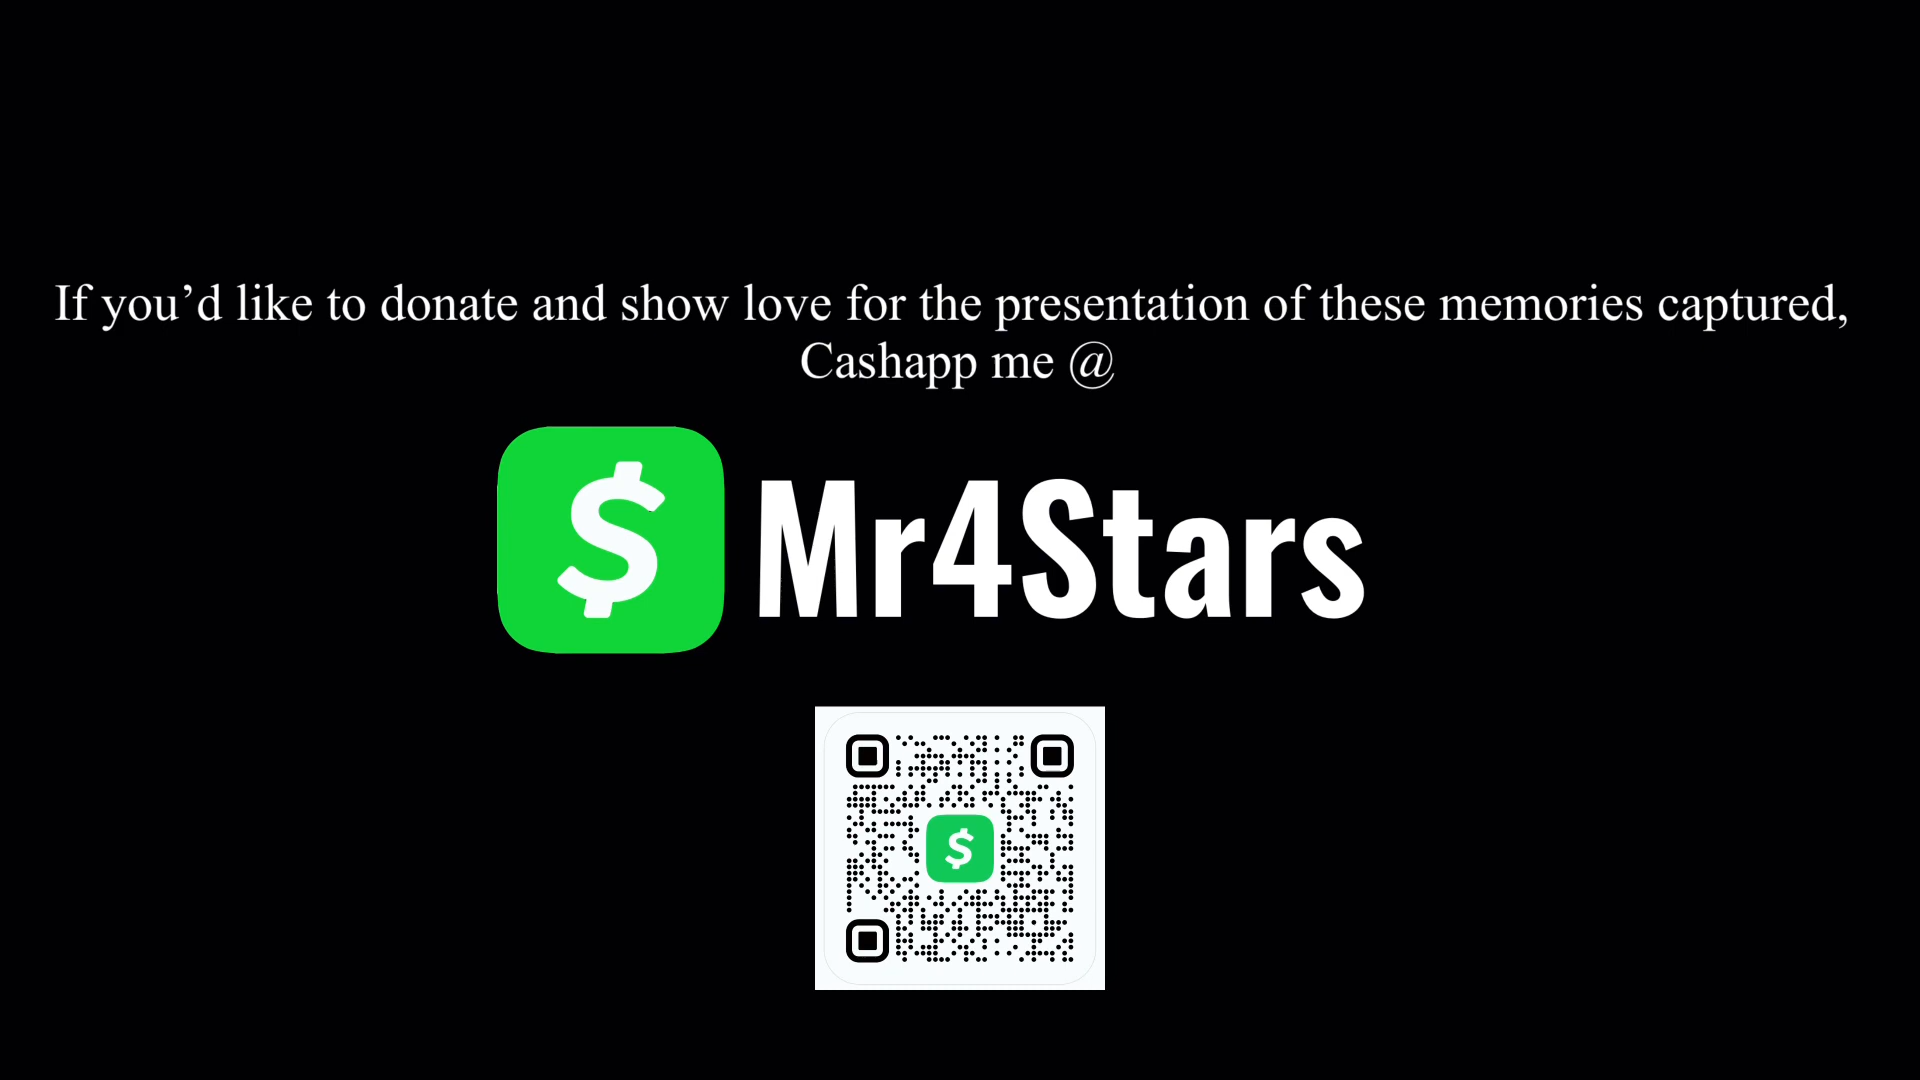 If you’d like to donate and show love for the presentation of these memories captured,
Cashapp me @
$ Mr4Stars
$